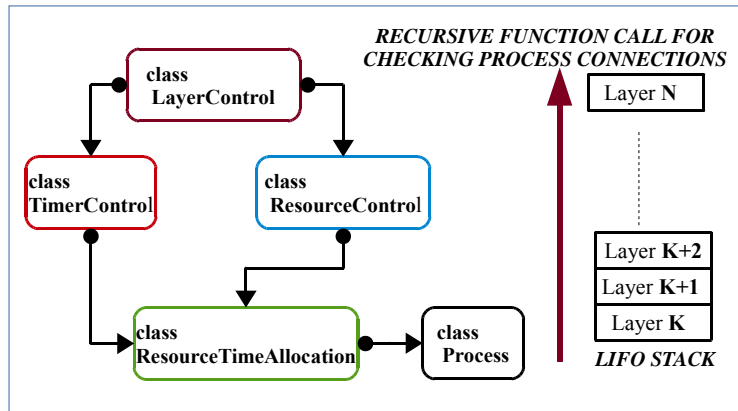 RECURSIVE FUNCTION CALL FOR
CHECKING PROCESS CONNECTIONS
class
LayerControl
class
TimerControl
class
ResourceControl
class
ResourceTimeAllocation
class
Process
Layer N
Layer K+2
Layer K+1
Layer K
LIFO STACK